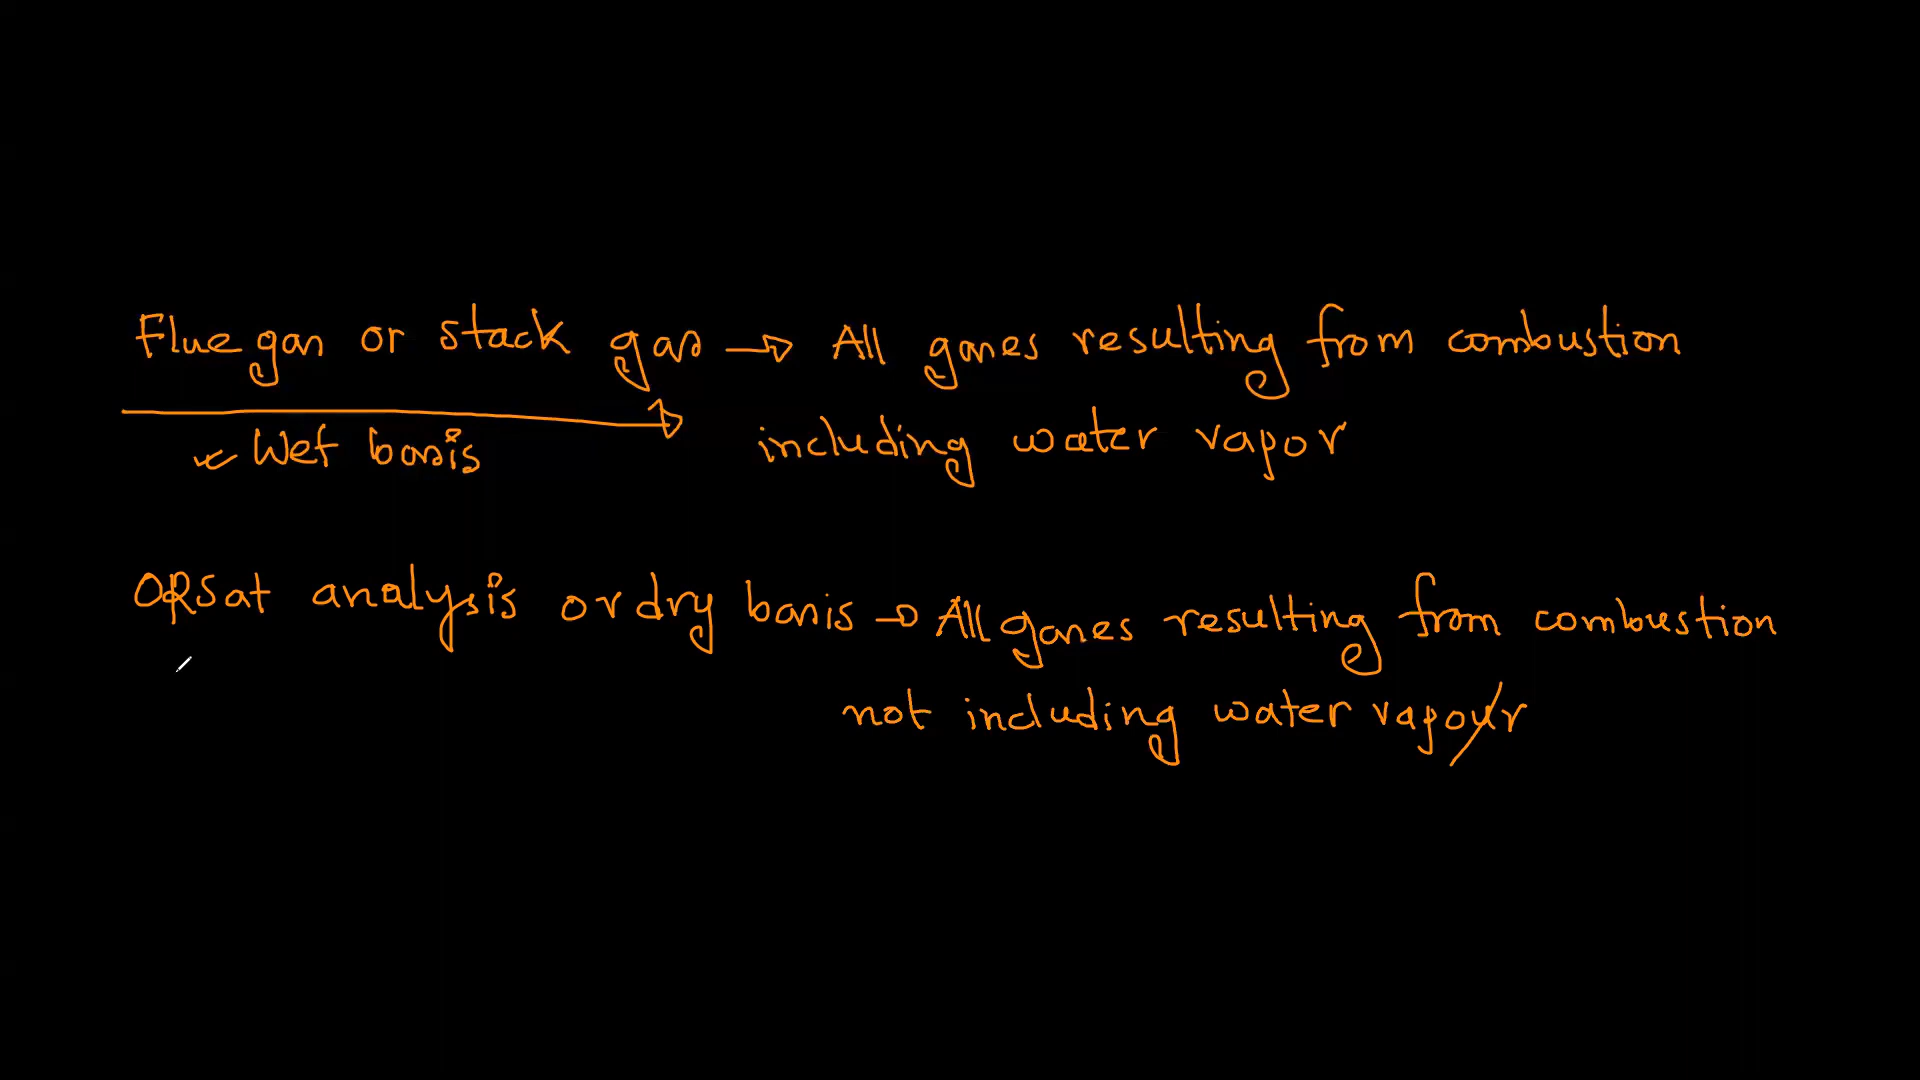 Flue gas or stack gas → All gases resulting from combustion
✓ Wet basis including water vapor
ORSat analysis or dry basis → All gases resulting from combustion
not including water vapour